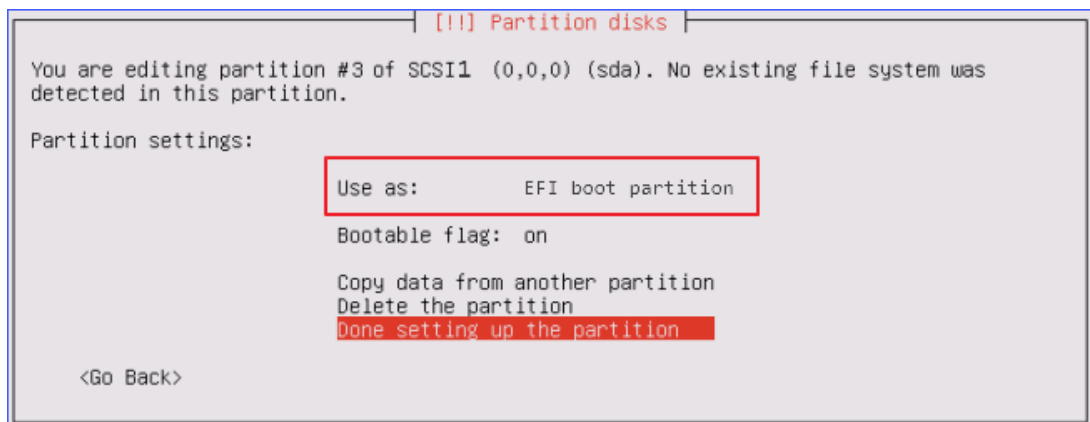 [!!] Partition disks
You are editing partition #3 of SCSI1 (0,0,0) (sda). No existing file system was
detected in this partition.
Partition settings:
Use as: EFI boot partition
Bootable flag: on
Copy data from another partition
Delete the partition
Done setting up the partition
<Go Back>